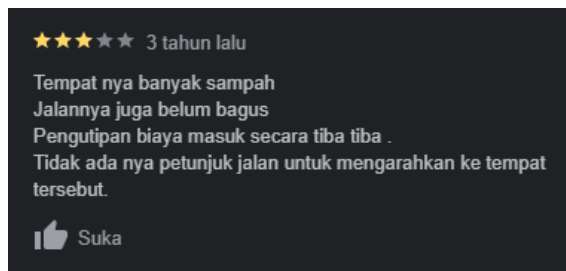 3 tahun lalu
Tempat nya banyak sampah
Jalannya juga belum bagus
Pengutipan biaya masuk secara tiba tiba .
Tidak ada nya petunjuk jalan untuk mengarahkan ke tempat
tersebut.
Suka